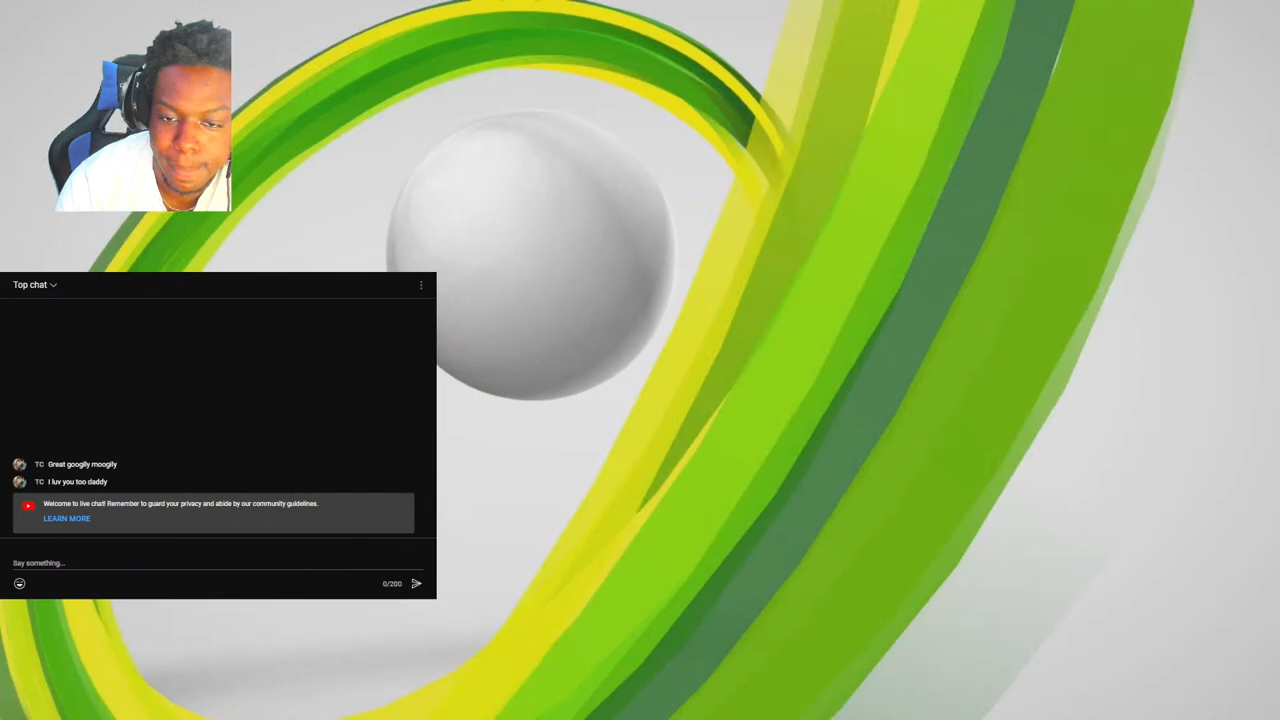 Top chat
TC Great googily moogily
TC I luv you too daddy
Welcome to live chat! Remember to guard your privacy and abide by our community guidelines.
LEARN MORE
Say something...
0/200